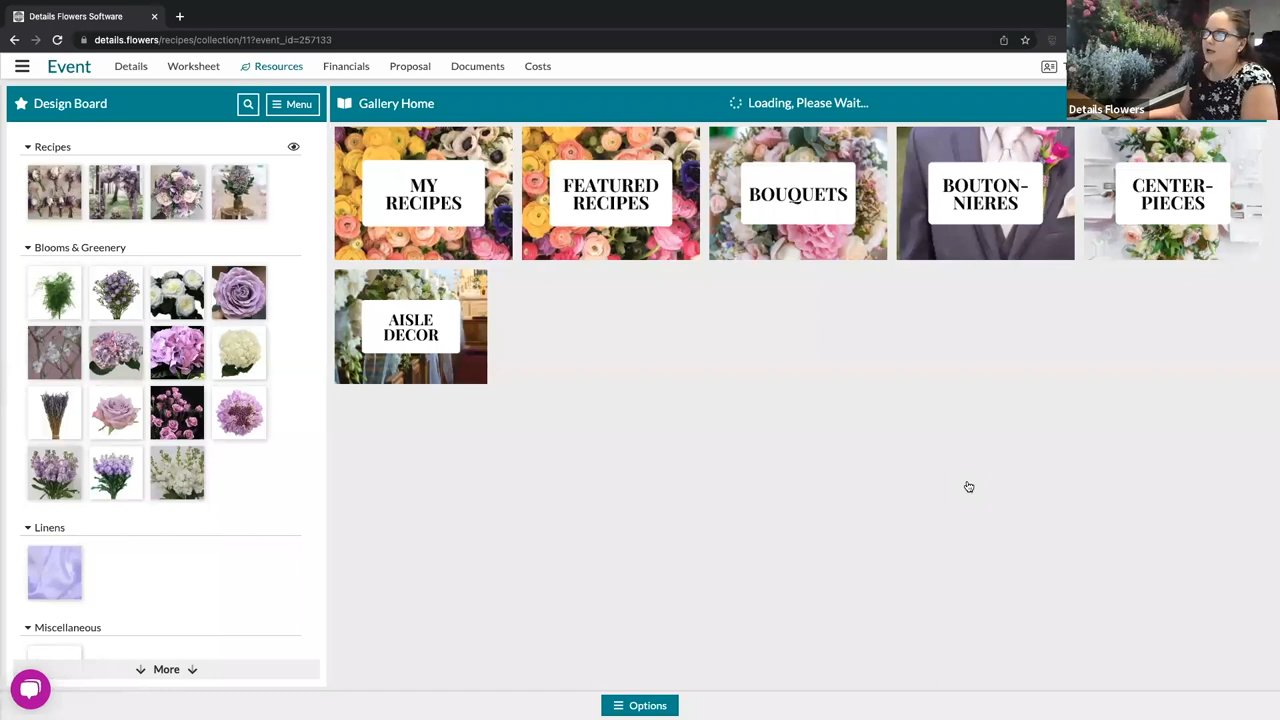 Details Flowers Software
details.flowers/recipes/collection/11?event_id=257133
Event
Details
Worksheet
Resources
Financials
Proposal
Documents
Costs
Details Flowers
Design Board
Menu
Gallery Home
Loading, Please Wait...
Recipes
MY
RECIPES
FEATURED
RECIPES
BOUQUETS
BOUTON-
NIERES
CENTER-
PIECES
Blooms & Greenery
AISLE
DECOR
Linens
Miscellaneous
More
Options